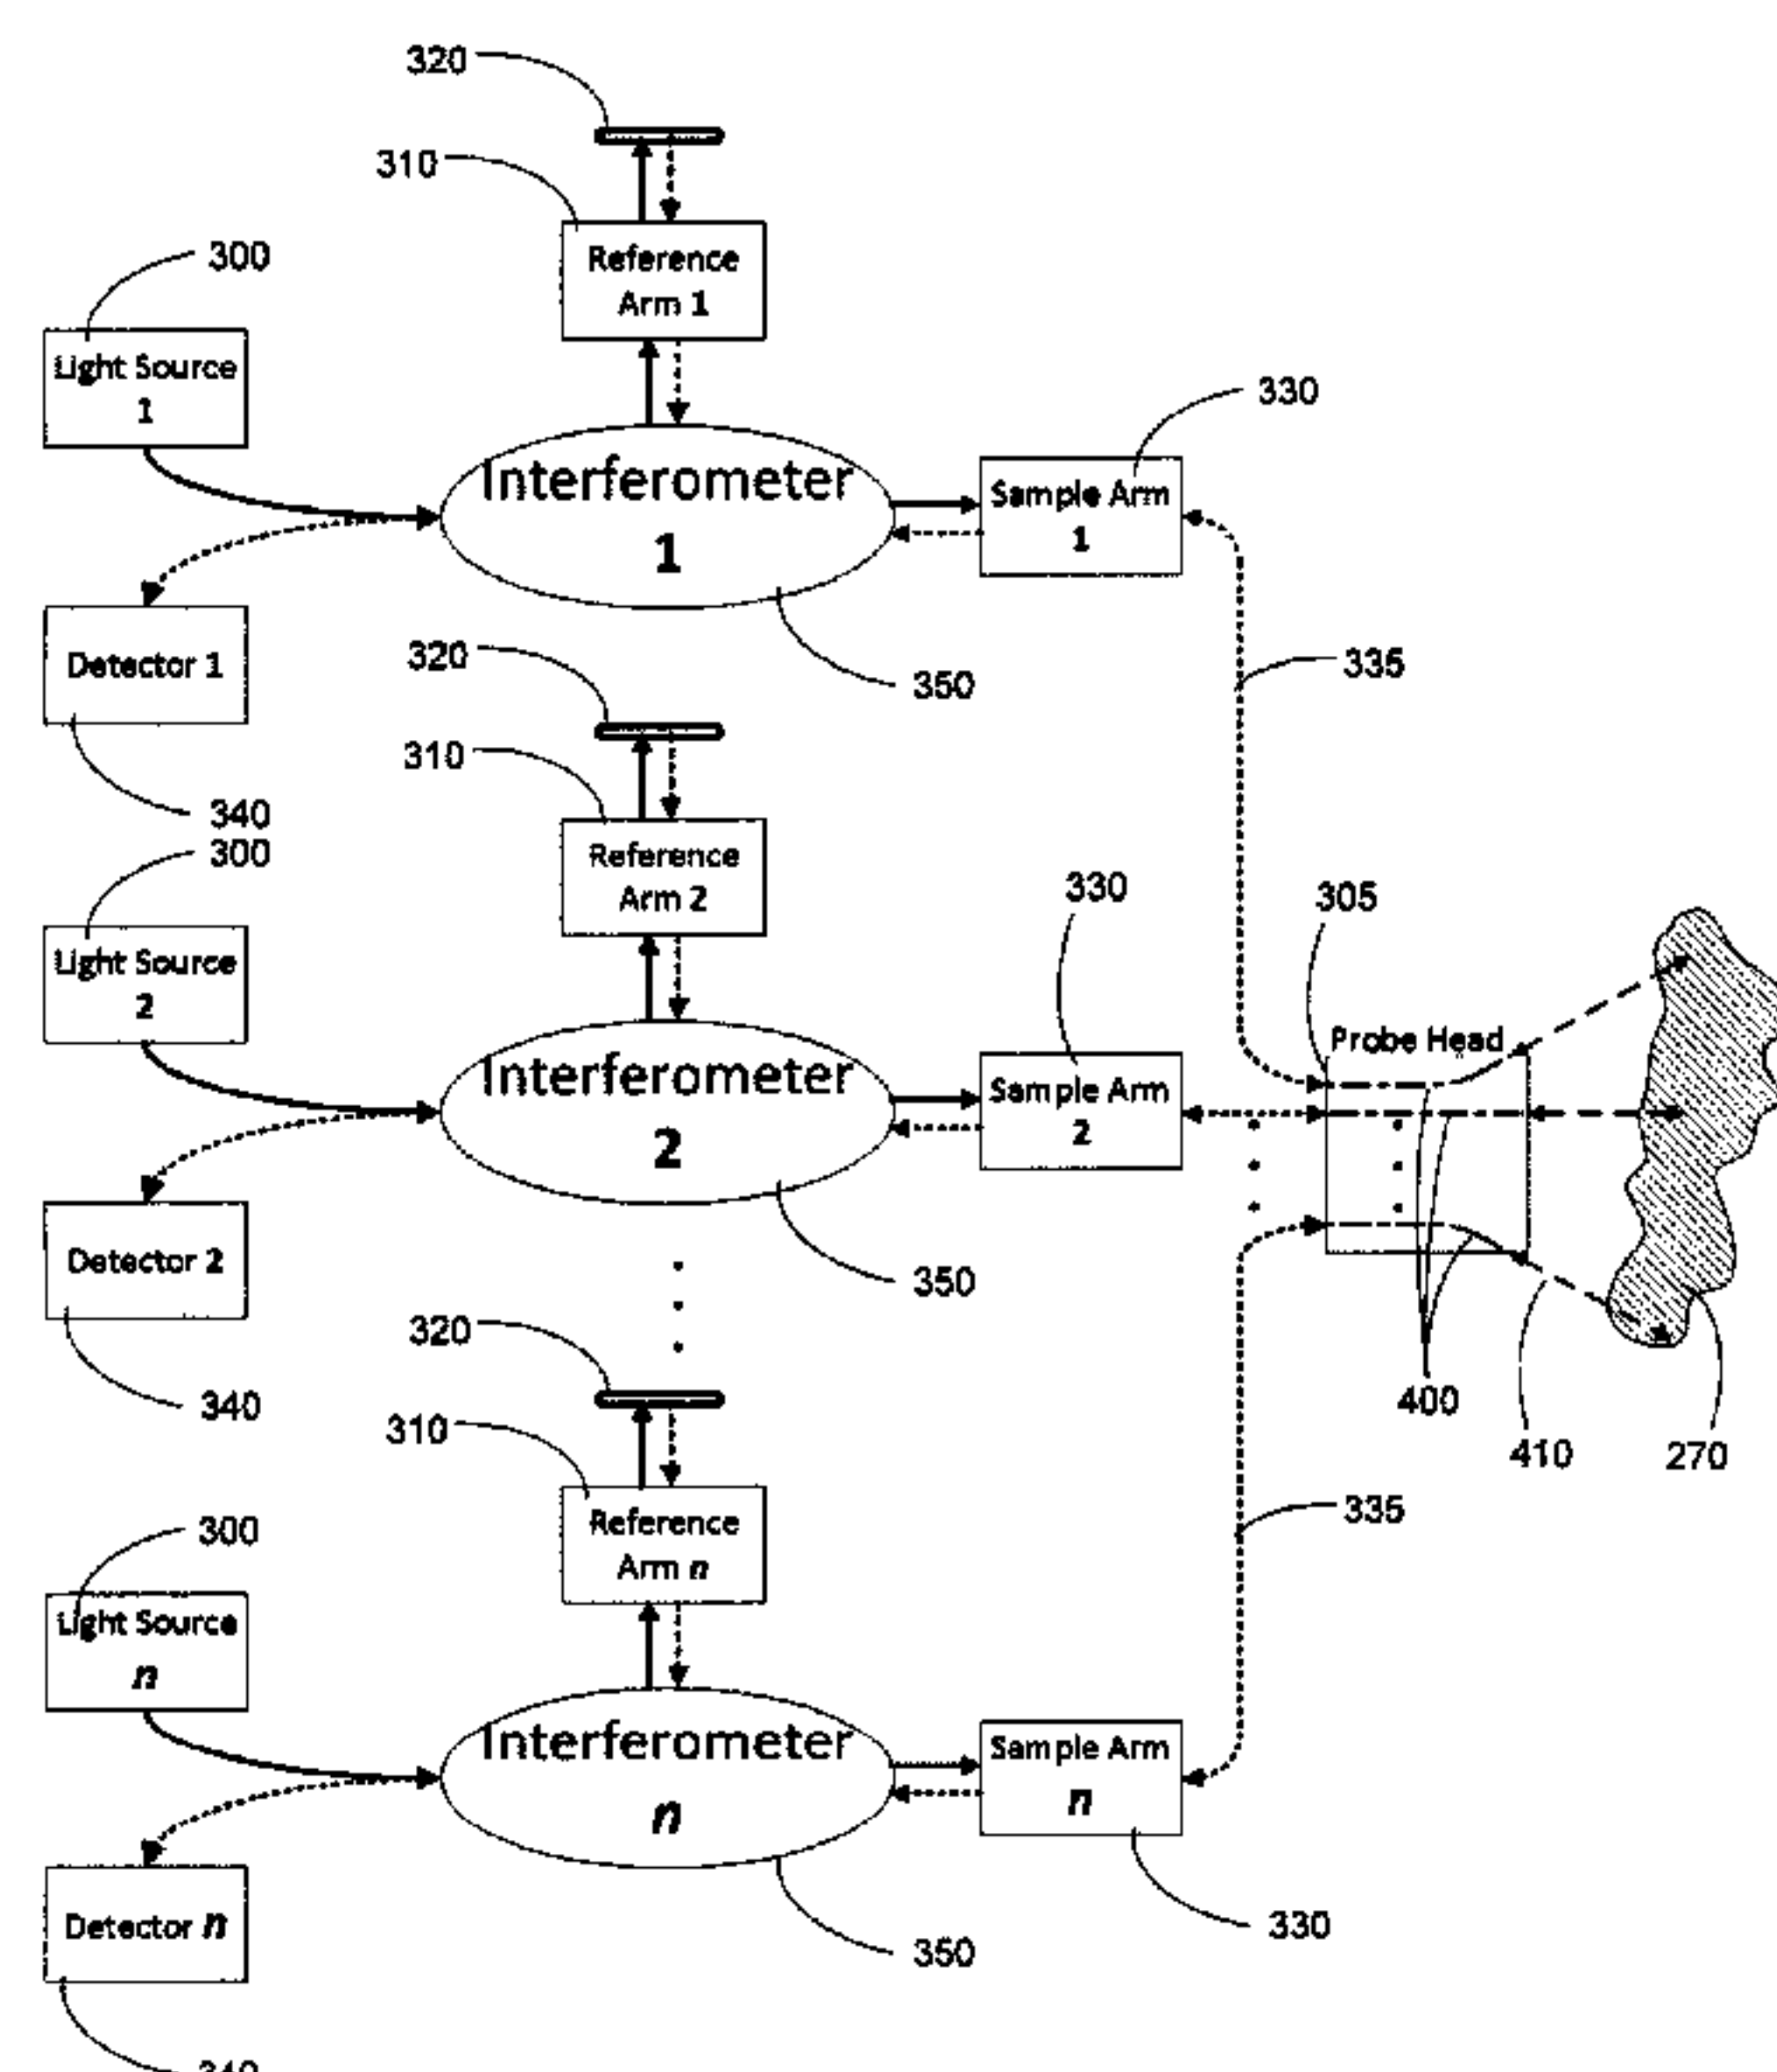 320
310
Reference
Arm 1
300
Light Source
1
330
Interferometer
1
Sample Arm
1
Detector 1
320
335
350
310
340
300
Reference
Arm 2
330
305
Light Source
2
Probe Head
Interferometer
2
Sample Arm
2
Detector 2
350
320
340
400
310
410
270
335
Reference
Arm n
300
Light Source
n
Interferometer
n
Sample Arm
n
Detector n
330
350